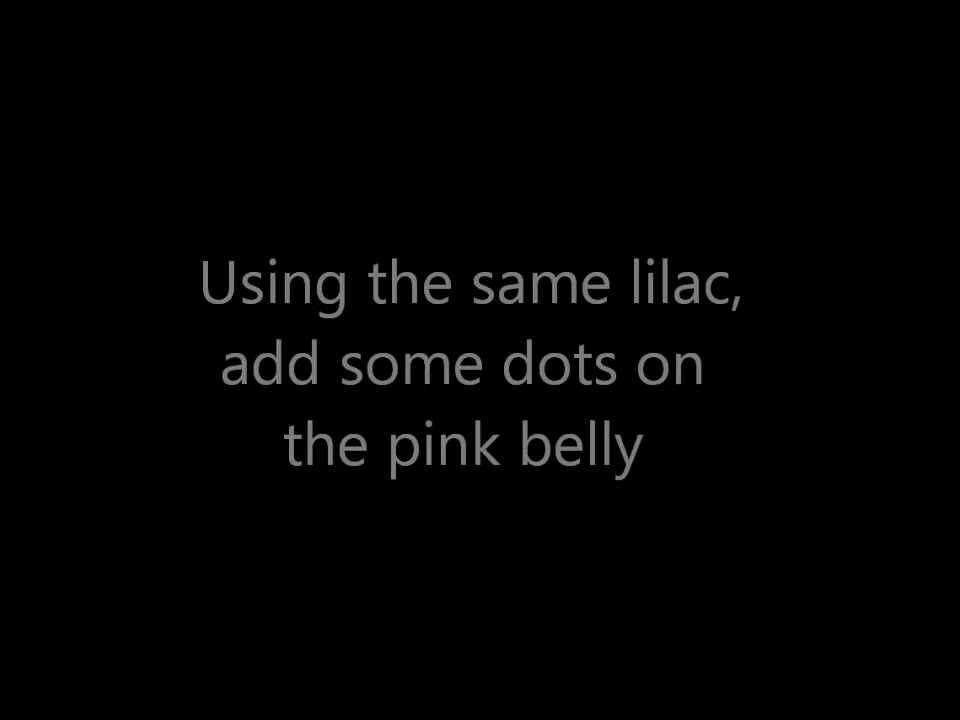 Using the same lilac,
add some dots on
the pink belly